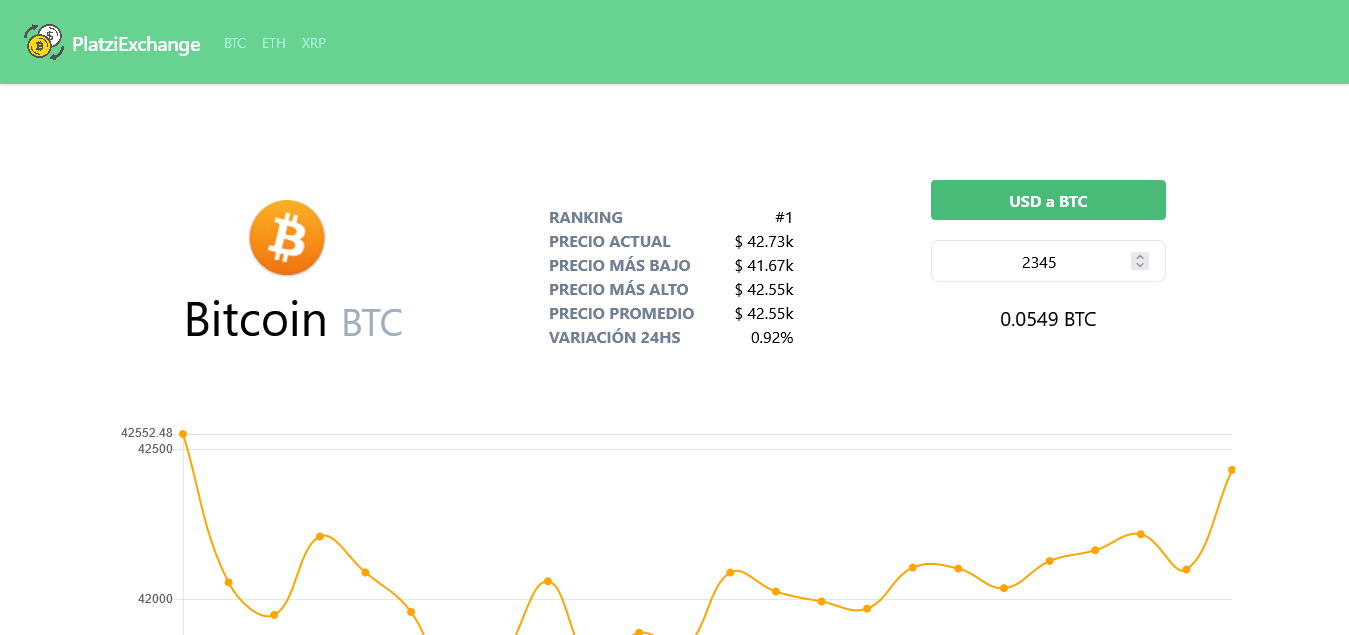 PlatziExchange BTC ETH XRP
Bitcoin BTC
RANKING #1
PRECIO ACTUAL $ 42.73k
PRECIO MÁS BAJO $ 41.67k
PRECIO MÁS ALTO $ 42.55k
PRECIO PROMEDIO $ 42.55k
VARIACIÓN 24HS 0.92%
USD a BTC
2345
0.0549 BTC
42552.48
42500
42000